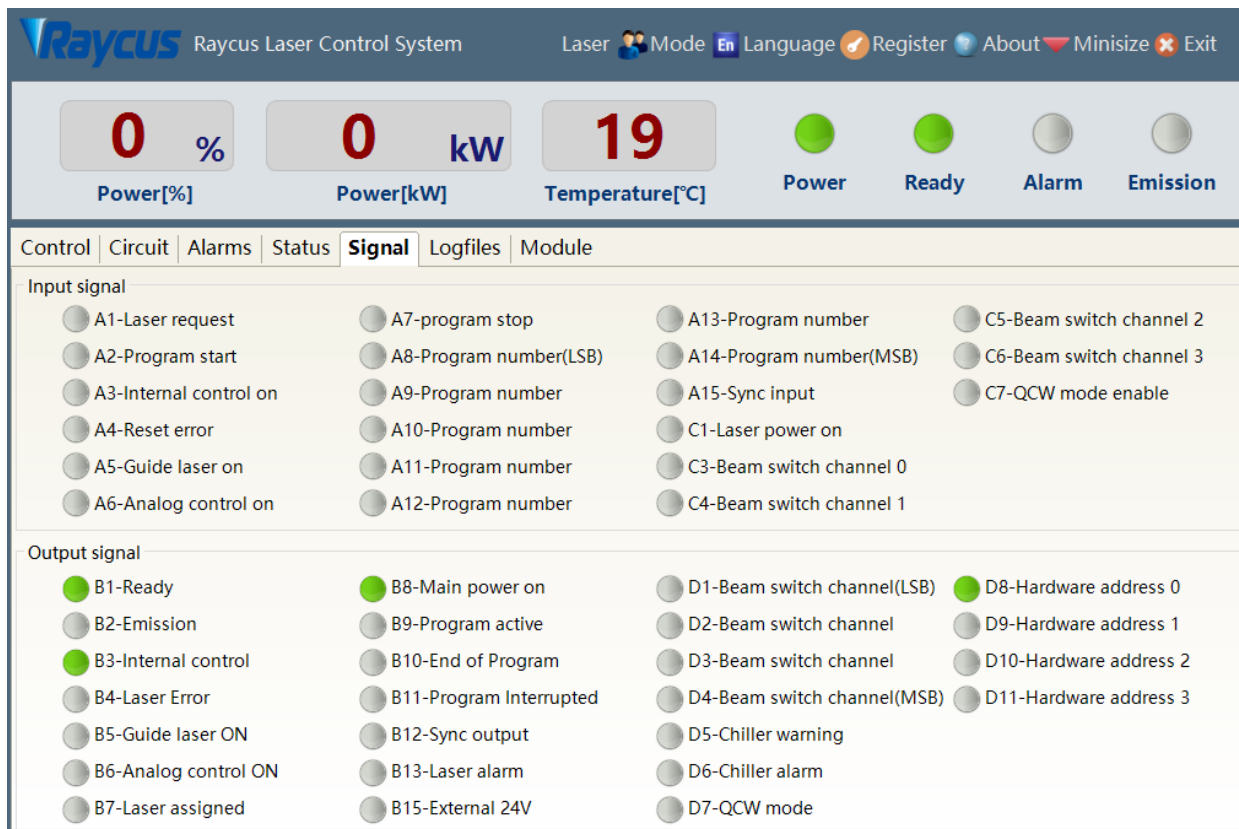 Raycus Raycus Laser Control System Laser Mode En Language Register ? About Minisize Exit
0 % 0 kW 19
Power[%] Power[kW] Temperature[℃] Power Ready Alarm Emission
Control Circuit Alarms Status Signal Logfiles Module
Input signal
A1-Laser request A7-program stop A13-Program number C5-Beam switch channel 2
A2-Program start A8-Program number(LSB) A14-Program number(MSB) C6-Beam switch channel 3
A3-Internal control on A9-Program number A15-Sync input C7-QCW mode enable
A4-Reset error A10-Program number C1-Laser power on
A5-Guide laser on A11-Program number C3-Beam switch channel 0
A6-Analog control on A12-Program number C4-Beam switch channel 1
Output signal
B1-Ready B8-Main power on D1-Beam switch channel(LSB) D8-Hardware address 0
B2-Emission B9-Program active D2-Beam switch channel D9-Hardware address 1
B3-Internal control B10-End of Program D3-Beam switch channel D10-Hardware address 2
B4-Laser Error B11-Program Interrupted D4-Beam switch channel(MSB) D11-Hardware address 3
B5-Guide laser ON B12-Sync output D5-Chiller warning
B6-Analog control ON B13-Laser alarm D6-Chiller alarm
B7-Laser assigned B15-External 24V D7-QCW mode